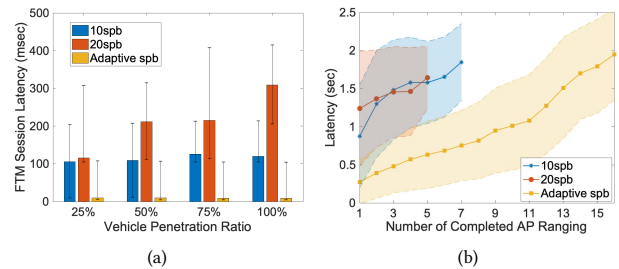 500
400
300
200
100
0
FTM Session Latency (msec)
10spb
20spb
Adaptive spb
25% 50% 75% 100%
Vehicle Penetration Ratio
(a)
2.5
2
1.5
1
0.5
0
Latency (sec)
10spb
20spb
Adaptive spb
1 3 5 7 9 11 13 15
Number of Completed AP Ranging
(b)